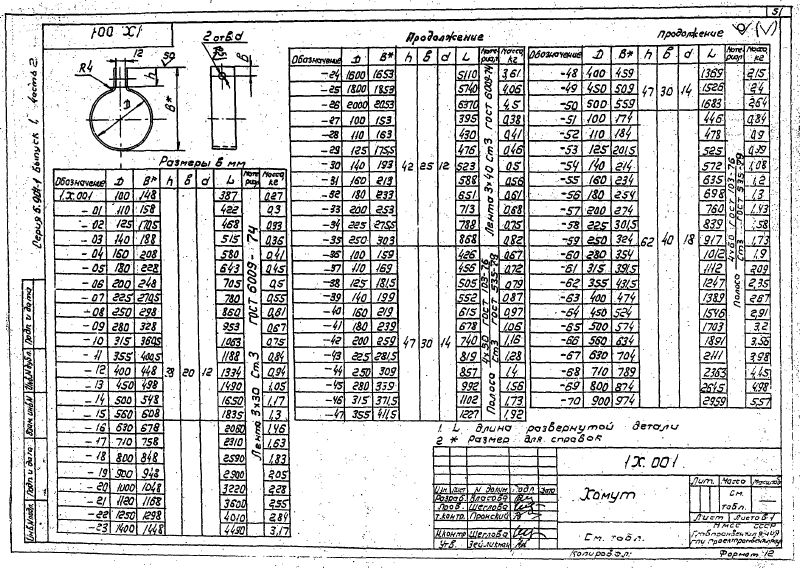 5
1X 001
2 отв. d
12
50
R4
h
B*
D
Серия 5.904-1 Выпуск 1 часть 2
Размеры в мм
Обозначение D B* h в d L Материал Масса кг
1.X.001 100 148 38 20 12 387 Лента 3х30 Ст.3 ГОСТ 6009-74 0,27
-01 110 158 422 0,3
-02 125 170,5 468 0,93
-03 140 188 515 0,36
-04 160 208 580 0,41
-05 180 228 643 0,45
-06 200 248 705 0,5
-07 225 270,5 780 0,55
-08 250 298 860 0,61
-09 280 328 953 0,67
-10 315 360,5 1063 0,75
-11 355 400,5 1188 0,84
-12 400 448 1334 0,94
-13 450 498 1490 1,05
-14 500 548 1650 1,17
-15 560 608 1835 1,3
-16 630 678 2060 1,46
-17 710 758 2310 1,63
-18 800 848 2590 1,83
-19 900 948 2900 2,05
-20 1000 1048 3220 2,28
-21 1120 1168 3600 2,55
-22 1250 1298 4010 2,84
-23 1400 1448 4490 3,17
Продолжение
Обозначение D B* h в d L Материал Масса кг
-24 1600 1653 42 25 12 5110 Лента 3х40 Ст3 ГОСТ 6009-74 3,61
-25 1800 1853 5740 4,06
-26 2000 2053 6370 4,5
-27 100 153 395 0,38
-28 110 163 430 0,41
-29 125 175,5 476 0,46
-30 140 193 523 0,5
-31 160 213 588 0,56
-32 180 233 651 0,61
-33 200 253 713 0,68
-34 225 275,5 788 0,75
-35 250 303 868 0,82
-36 100 159 47 30 14 426 Полоса 4х30 ГОСТ 103-76 Ст3 ГОСТ 535-79 0,67
-37 110 169 456 0,72
-38 125 181,5 505 0,79
-39 140 199 552 0,87
-40 160 219 615 0,97
-41 180 239 678 1,06
-42 200 259 740 1,16
-43 225 281,5 819 1,28
-44 250 309 857 1,4
-45 280 339 992 1,56
-46 315 371,5 1102 1,73
-47 355 411,5 1227 1,92
продолжение
Обозначение D B* h в d L Материал Масса кг
-48 400 459 47 30 14 1369 Полоса 4х60 ГОСТ 103-76 Ст3 ГОСТ 535-79 2,15
-49 450 509 1526 2,4
-50 500 559 1683 2,64
-51 100 174 62 40 18 446 0,84
-52 110 184 478 0,9
-53 125 201,5 525 0,99
-54 140 214 572 1,08
-55 160 234 635 1,2
-56 180 254 698 1,3
-57 200 274 760 1,43
-58 225 301,5 839 1,58
-59 250 324 917 1,73
-60 280 354 1012 1,9
-61 315 391,5 1112 2,09
-62 355 431,5 1247 2,35
-63 400 474 1389 2,67
-64 450 524 1546 2,91
-65 500 574 1703 3,2
-66 560 634 1891 3,56
-67 630 704 2111 3,98
-68 710 789 2363 4,45
-69 800 874 2645 4,98
-70 900 974 2959 5,57
1. L длина развернутой детали
2 * Размер для справок
1X.001
Хомут
Лит. Масса Масштаб
См. табл.
Лист Листов 1
Изм. Лист № докум. Подп. Дата
Разраб. Власова
Пров. Щеглова
Т.контр. Пронский
Н.контр Щеглова
Утв. Зейликман
См. табл.
ММСС СССР
Копировал: Формат 12
Инв.№подл. Подп. и дата Взам. инв.№ Инв.№дубл. Подп. и дата